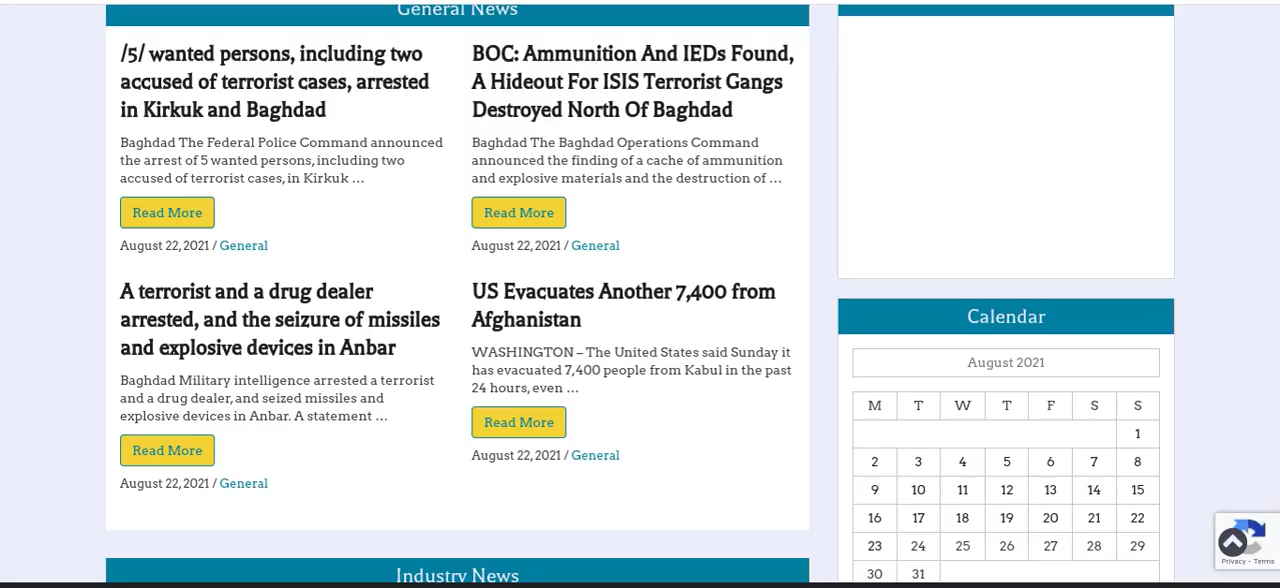 General News
/5/ wanted persons, including two
accused of terrorist cases, arrested
in Kirkuk and Baghdad
Baghdad The Federal Police Command announced
the arrest of 5 wanted persons, including two
accused of terrorist cases, in Kirkuk …
Read More
August 22, 2021 / General
BOC: Ammunition And IEDs Found,
A Hideout For ISIS Terrorist Gangs
Destroyed North Of Baghdad
Baghdad The Baghdad Operations Command
announced the finding of a cache of ammunition
and explosive materials and the destruction of …
Read More
August 22, 2021 / General
A terrorist and a drug dealer
arrested, and the seizure of missiles
and explosive devices in Anbar
Baghdad Military intelligence arrested a terrorist
and a drug dealer, and seized missiles and
explosive devices in Anbar. A statement …
Read More
August 22, 2021 / General
US Evacuates Another 7,400 from
Afghanistan
WASHINGTON – The United States said Sunday it
has evacuated 7,400 people from Kabul in the past
24 hours, even …
Read More
August 22, 2021 / General
Industry News
Calendar
August 2021
M T W T F S S
1
2 3 4 5 6 7 8
9 10 11 12 13 14 15
16 17 18 19 20 21 22
23 24 25 26 27 28 29
30 31
Privacy - Terms